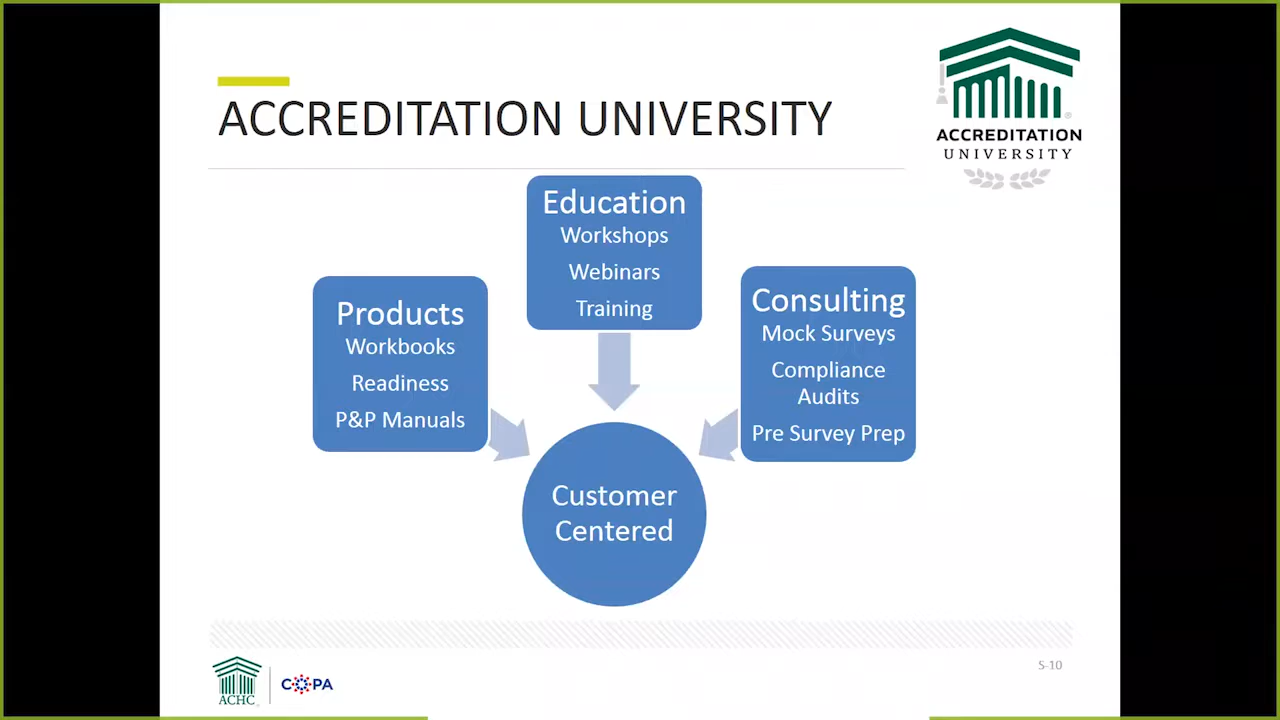 ACCREDITATION UNIVERSITY
ACCREDITATION
UNIVERSITY
®
Education
Workshops
Webinars
Training
Products
Workbooks
Readiness
P&P Manuals
Consulting
Mock Surveys
Compliance
Audits
Pre Survey Prep
Customer
Centered
ACHC
COPA
S-10